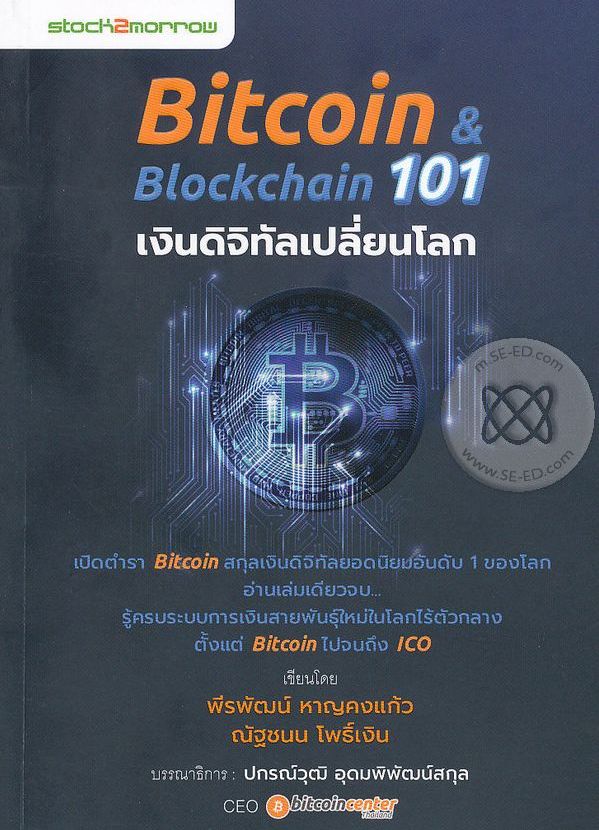 stock2morrow
Bitcoin &
Blockchain 101
เงินดิจิทัลเปลี่ยนโลก
m.SE-ED.com
www.SE-ED.com
เปิดตำรา Bitcoin สกุลเงินดิจิทัลยอดนิยมอันดับ 1 ของโลก
อ่านเล่มเดียวจบ...
รู้ครบระบบการเงินสายพันธุ์ใหม่ในโลกไร้ตัวกลาง
ตั้งแต่ Bitcoin ไปจนถึง ICO
เขียนโดย
พีรพัฒน์ หาญคงแก้ว
ณัฐชนน โพธิ์เงิน
บรรณาธิการ : ปกรณ์วุฒิ อุดมพิพัฒน์สกุล
CEO bitcoincenter
Thailand